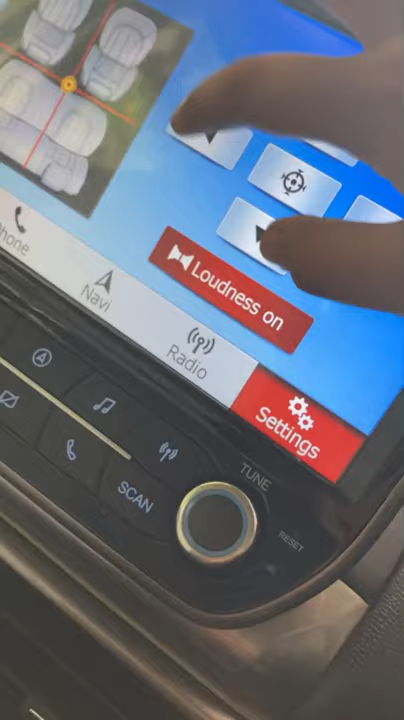 Loudness on
hone
Navi
Radio
Settings
TUNE
SCAN
RESET